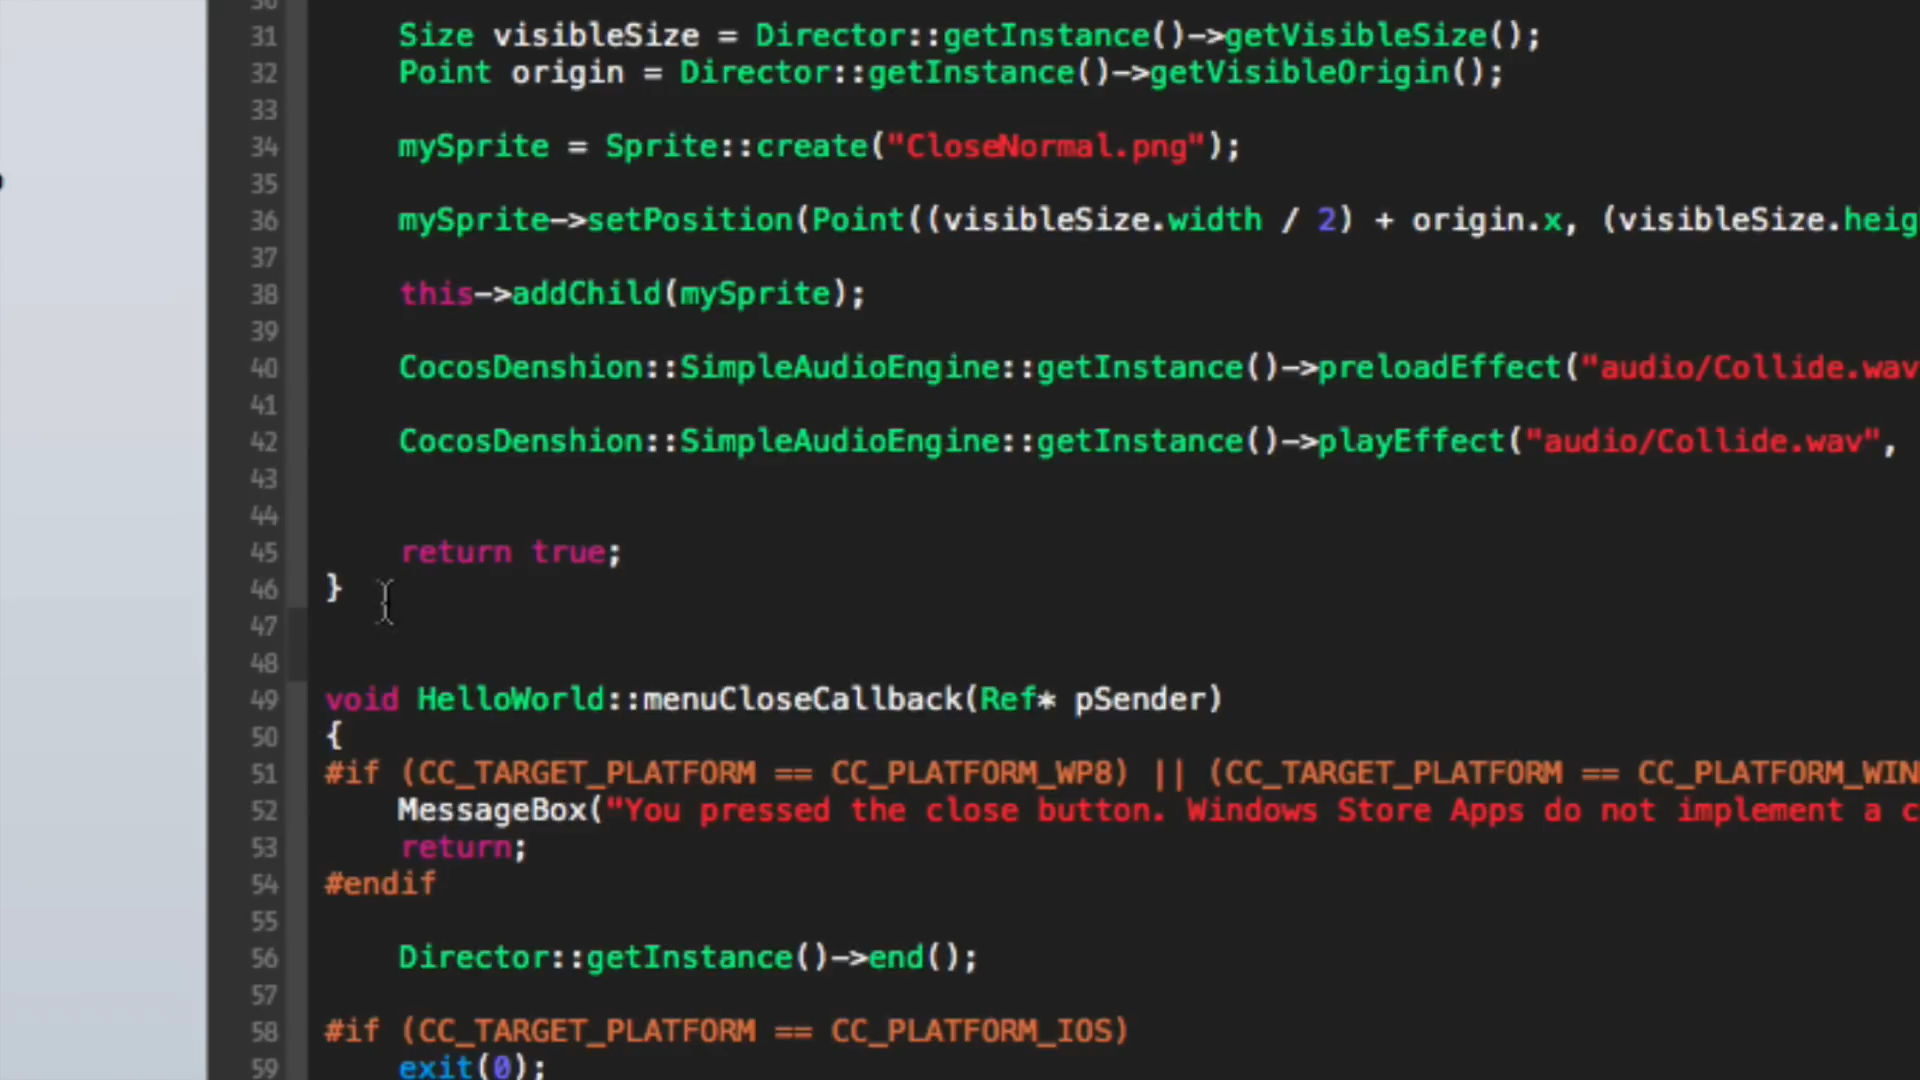 30
31 Size visibleSize = Director::getInstance()->getVisibleSize();
32 Point origin = Director::getInstance()->getVisibleOrigin();
33
34 mySprite = Sprite::create("CloseNormal.png");
35
36 mySprite->setPosition(Point((visibleSize.width / 2) + origin.x, (visibleSize.heig
37
38 this->addChild(mySprite);
39
40 CocosDenshion::SimpleAudioEngine::getInstance()->preloadEffect("audio/Collide.wav
41
42 CocosDenshion::SimpleAudioEngine::getInstance()->playEffect("audio/Collide.wav",
43
44
45 return true;
46 }
47
48
49 void HelloWorld::menuCloseCallback(Ref* pSender)
50 {
51 #if (CC_TARGET_PLATFORM == CC_PLATFORM_WP8) || (CC_TARGET_PLATFORM == CC_PLATFORM_WIN
52 MessageBox("You pressed the close button. Windows Store Apps do not implement a c
53 return;
54 #endif
55
56 Director::getInstance()->end();
57
58 #if (CC_TARGET_PLATFORM == CC_PLATFORM_IOS)
59 exit(0);